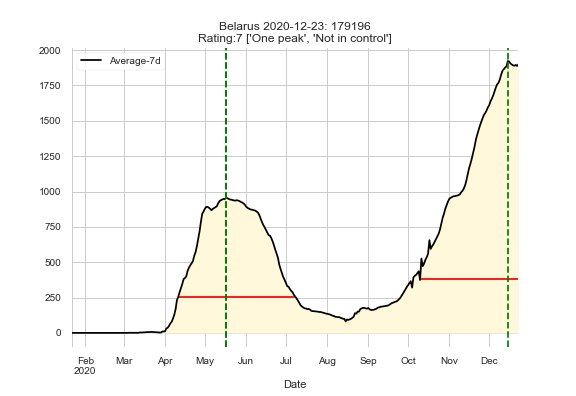 Belarus 2020-12-23: 179196
Rating:7 ['One peak', 'Not in control']
Average-7d
2000
1750
1500
1250
1000
750
500
250
0
Feb Mar Apr May Jun Jul Aug Sep Oct Nov Dec
2020
Date